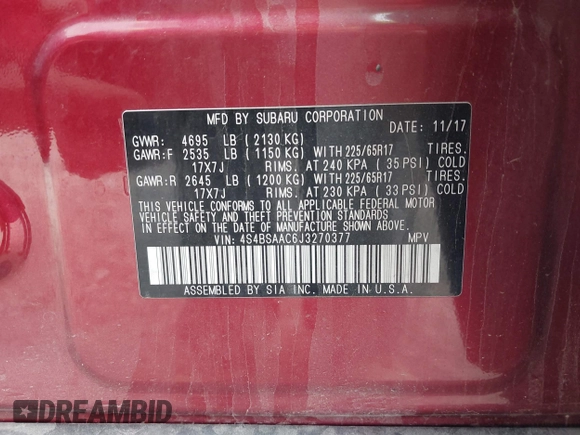 MFD BY SUBARU CORPORATION
DATE: 11/17
GVWR: 4695 LB (2130 KG)
GAWR:F 2535 LB (1150 KG) WITH 225/65R17 TIRES.
17X7J RIMS. AT 240 KPA (35 PSI) COLD
GAWR:R 2645 LB (1200 KG) WITH 225/65R17 TIRES.
17X7J RIMS. AT 230 KPA (33 PSI) COLD
THIS VEHICLE CONFORMS TO ALL APPLICABLE FEDERAL MOTOR
VEHICLE SAFETY AND THEFT PREVENTION STANDARDS IN EFFECT
ON THE DATE OF MANUFACTURE SHOWN ABOVE.
VIN: 4S4BSAAC6J3270377 MPV
ASSEMBLED BY SIA INC. MADE IN U.S.A.
DREAMBID